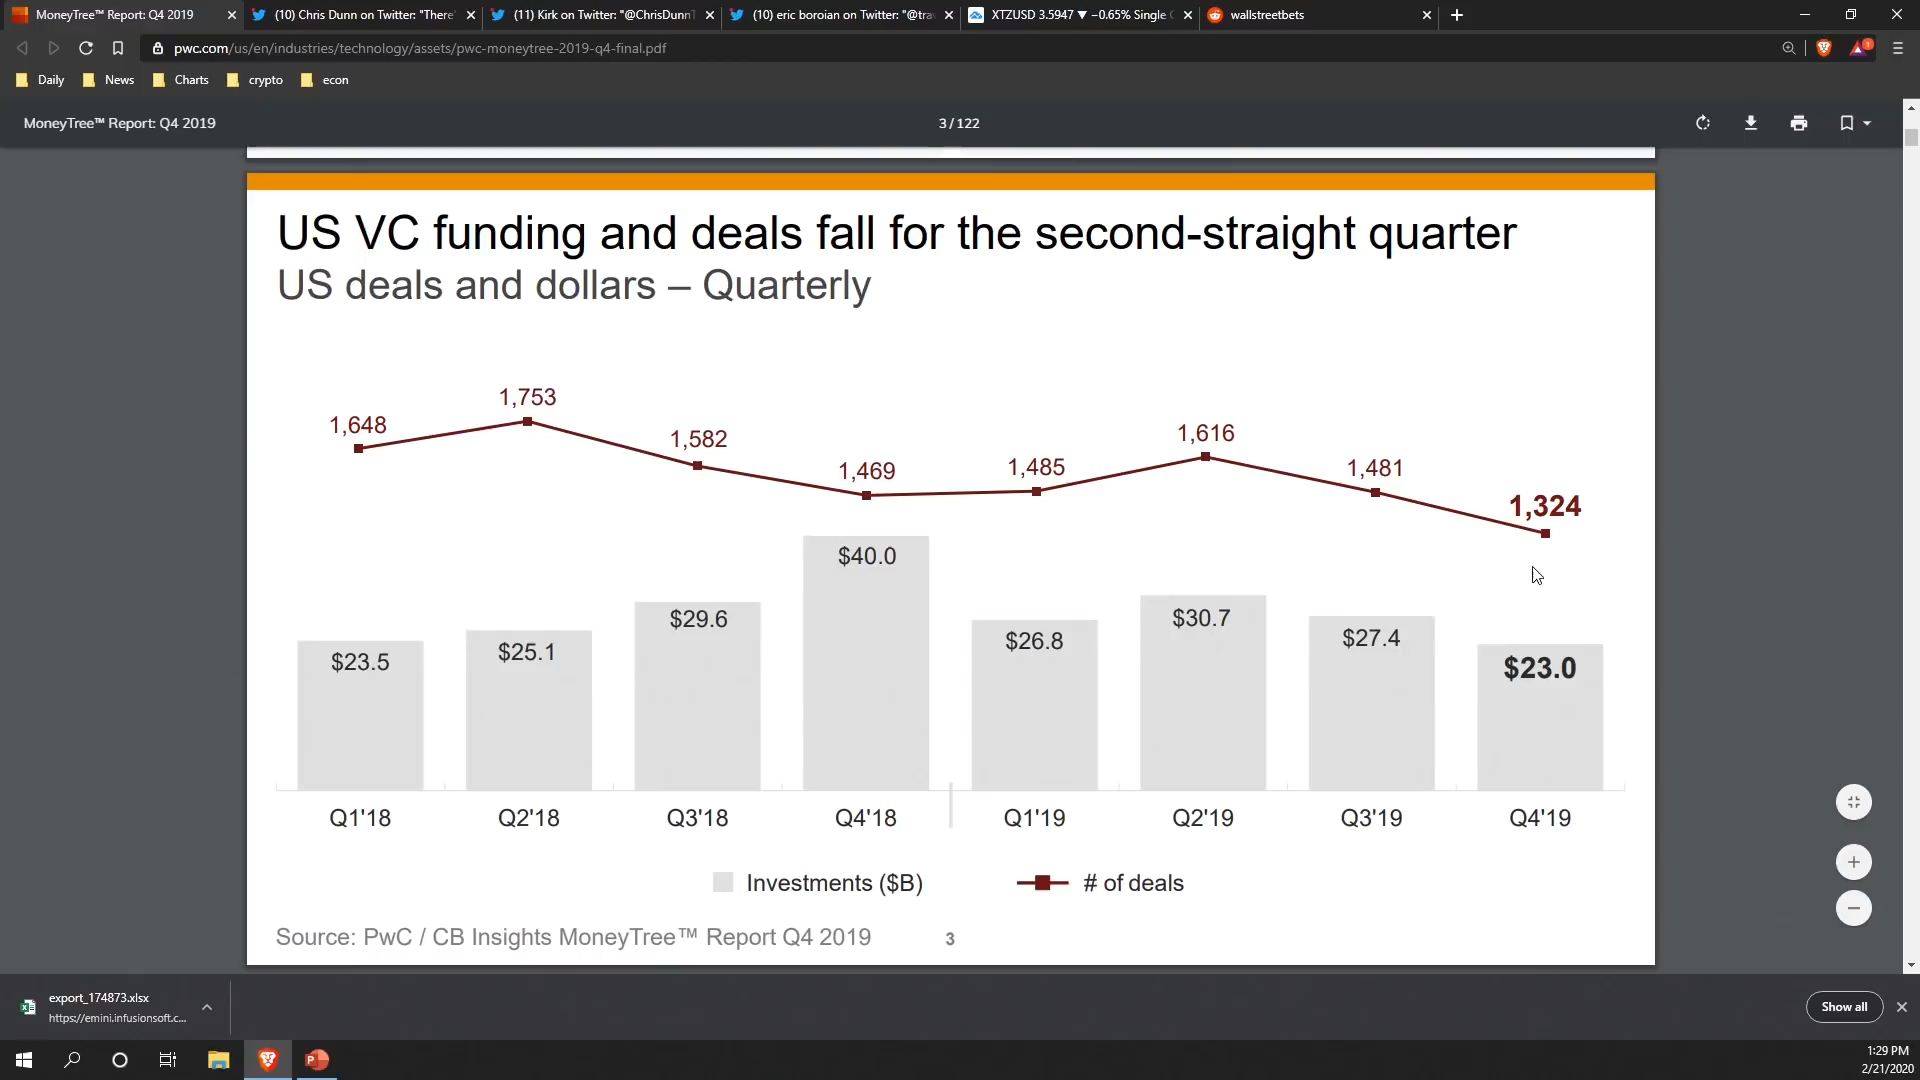 MoneyTree™ Report: Q4 2019
(10) Chris Dunn on Twitter: "There'
(11) Kirk on Twitter: "@ChrisDunnT
(10) eric boroian on Twitter: "@tra
XTZUSD 3.5947 ▼ −0.65% Single
wallstreetbets
pwc.com/us/en/industries/technology/assets/pwc-moneytree-2019-q4-final.pdf
1
Daily
News
Charts
crypto
econ
MoneyTree™ Report: Q4 2019
3 / 122
US VC funding and deals fall for the second-straight quarter
US deals and dollars – Quarterly
1,648
1,753
1,582
1,469
1,485
1,616
1,481
1,324
$23.5
$25.1
$29.6
$40.0
$26.8
$30.7
$27.4
$23.0
Q1'18
Q2'18
Q3'18
Q4'18
Q1'19
Q2'19
Q3'19
Q4'19
Investments ($B)
# of deals
Source: PwC / CB Insights MoneyTree™ Report Q4 2019
3
export_174873.xlsx
https://emini.infusionsoft.c...
Show all
1:29 PM
2/21/2020